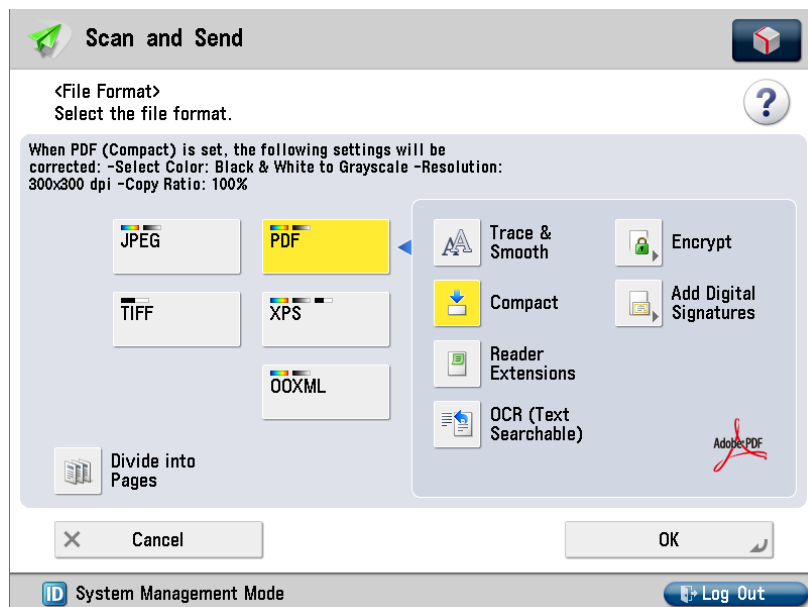 Scan and Send
<File Format>
Select the file format.
When PDF (Compact) is set, the following settings will be
corrected: -Select Color: Black & White to Grayscale -Resolution:
300x300 dpi -Copy Ratio: 100%
JPEG
PDF
TIFF
XPS
OOXML
Divide into
Pages
Trace &
Smooth
Encrypt
Compact
Add Digital
Signatures
Reader
Extensions
OCR (Text
Searchable)
Adobe PDF
Cancel
OK
ID System Management Mode
Log Out